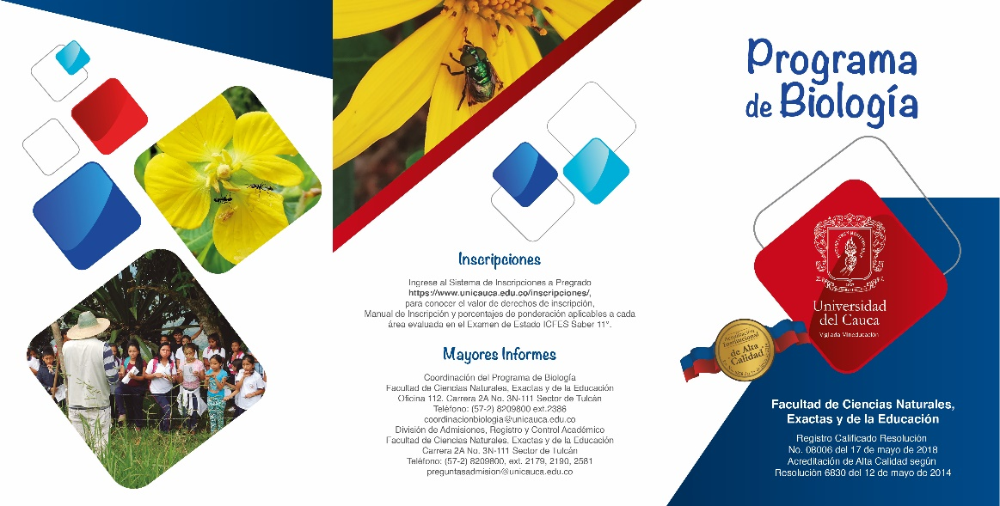 Inscripciones
Ingrese al Sistema de Inscripciones a Pregrado
https://www.unicauca.edu.co/inscripciones/,
para conocer el valor de derechos de inscripción,
Manual de Inscripción y porcentajes de ponderación aplicables a cada
área evaluada en el Examen de Estado ICFES Saber 11°.
Mayores Informes
Coordinación del Programa de Biología
Facultad de Ciencias Naturales, Exactas y de la Educación
Oficina 112. Carrera 2A No. 3N-111 Sector de Tulcán
Teléfono: (57-2) 8209800 ext.2386
coordinacionbiologia@unicauca.edu.co
División de Admisiones, Registro y Control Académico
Facultad de Ciencias Naturales, Exactas y de la Educación
Carrera 2A No. 3N-111 Sector de Tulcán
Teléfono: (57-2) 8209800, ext. 2179, 2190, 2581
preguntasadmision@unicauca.edu.co
Programa
de Biología
Universidad
del Cauca
Vigilada Mineducación
Acreditación
Institucional
de Alta
Calidad
Facultad de Ciencias Naturales,
Exactas y de la Educación
Registro Calificado Resolución
No. 08006 del 17 de mayo de 2018
Acreditación de Alta Calidad según
Resolución 6830 del 12 de mayo de 2014